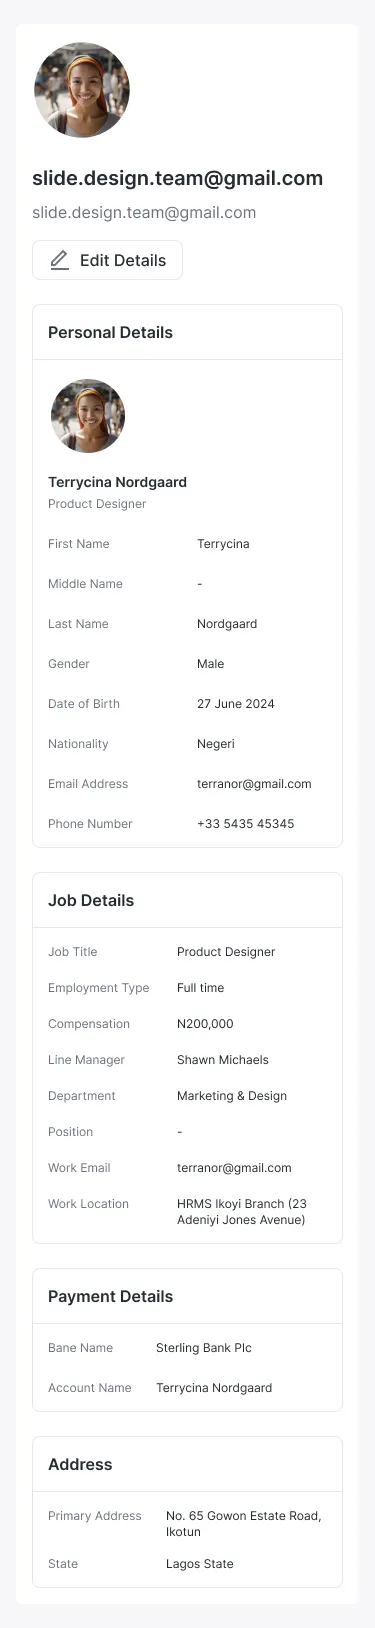 slide.design.team@gmail.com
slide.design.team@gmail.com
Edit Details
Personal Details
Terrycina Nordgaard
Product Designer
First Name Terrycina
Middle Name -
Last Name Nordgaard
Gender Male
Date of Birth 27 June 2024
Nationality Negeri
Email Address terranor@gmail.com
Phone Number +33 5435 45345
Job Details
Job Title Product Designer
Employment Type Full time
Compensation N200,000
Line Manager Shawn Michaels
Department Marketing & Design
Position -
Work Email terranor@gmail.com
Work Location HRMS Ikoyi Branch (23
Adeniyi Jones Avenue)
Payment Details
Bane Name Sterling Bank Plc
Account Name Terrycina Nordgaard
Address
Primary Address No. 65 Gowon Estate Road,
Ikotun
State Lagos State